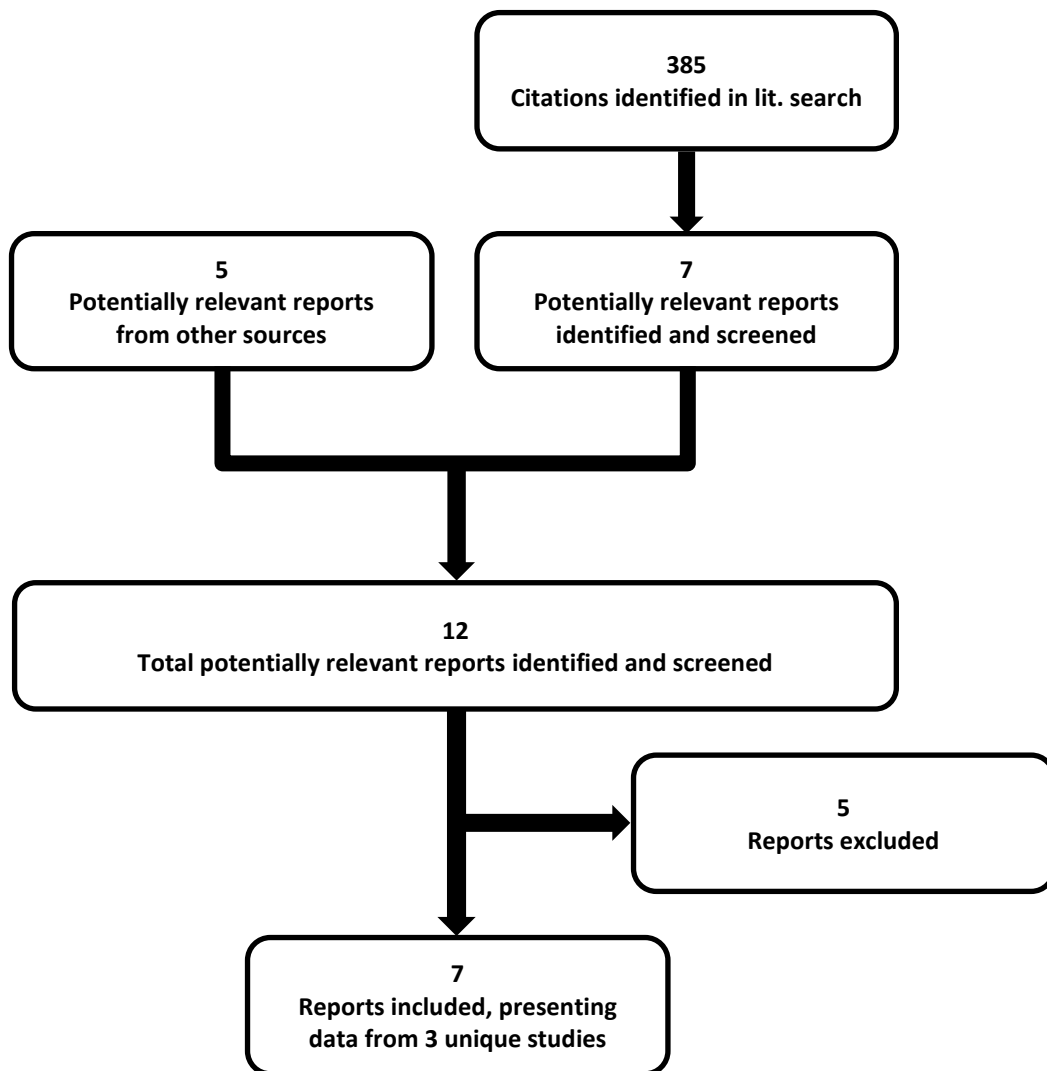 385
Citations identified in lit. search
5
Potentially relevant reports
from other sources
7
Potentially relevant reports
identified and screened
12
Total potentially relevant reports identified and screened
5
Reports excluded
7
Reports included, presenting
data from 3 unique studies